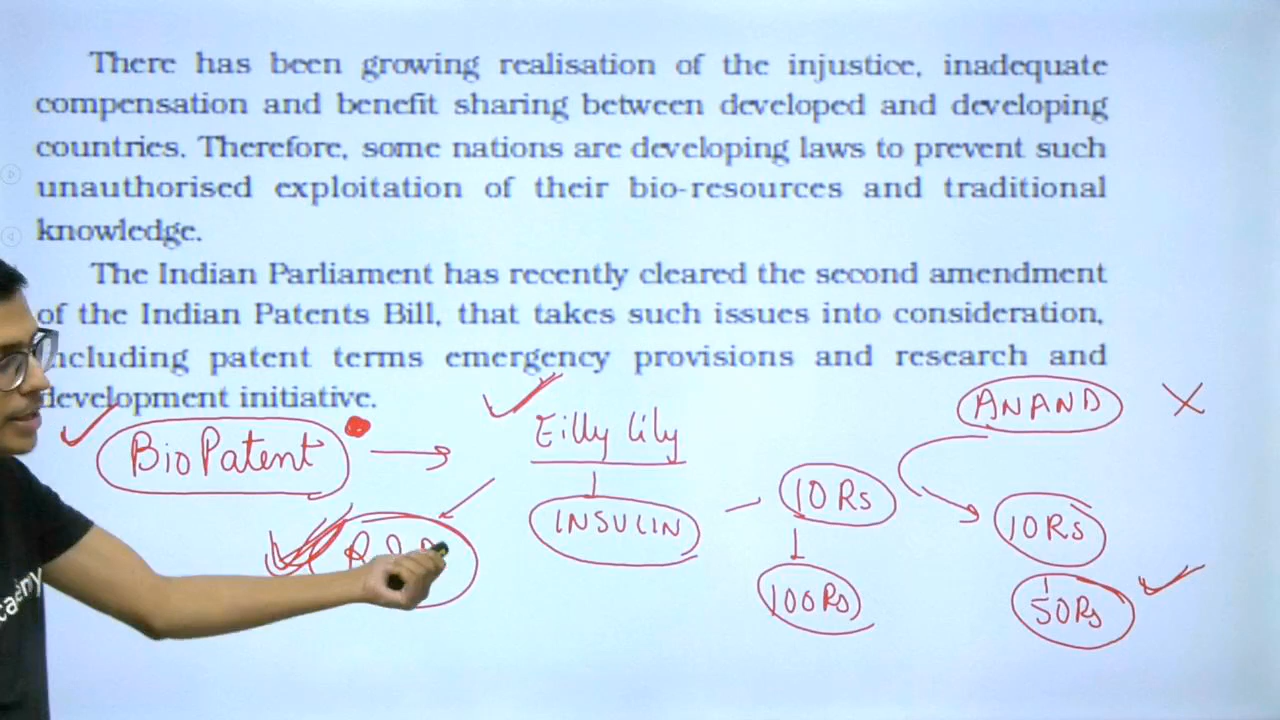 There has been growing realisation of the injustice, inadequate
compensation and benefit sharing between developed and developing
countries. Therefore, some nations are developing laws to prevent such
unauthorised exploitation of their bio-resources and traditional
knowledge.
The Indian Parliament has recently cleared the second amendment
of the Indian Patents Bill, that takes such issues into consideration,
including patent terms emergency provisions and research and
development initiative.
ANAND
BioPatent
Eilly lily
10 Rs
INSULIN
10 Rs
100 Rs
50 Rs